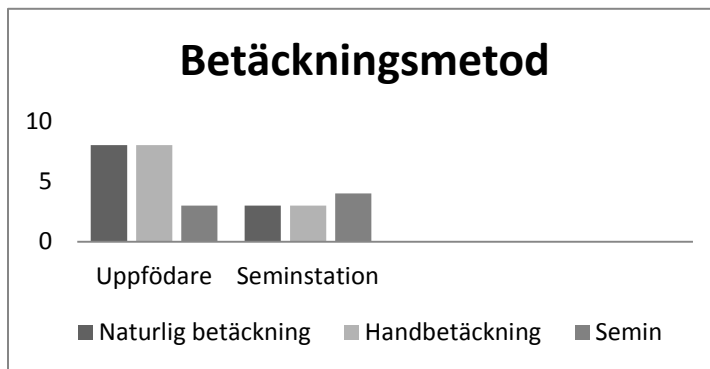 Betäckningsmetod
10
5
0
Uppfödare Seminstation
Naturlig betäckning Handbetäckning Semin